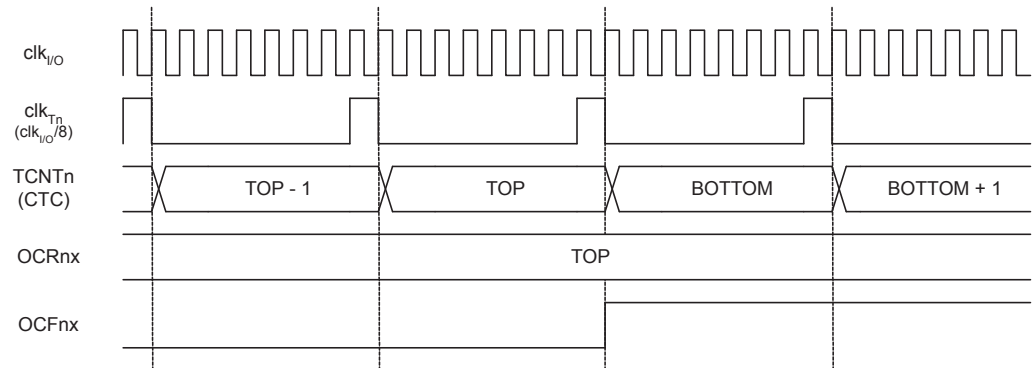 clkI/O
clkTn
(clkI/O/8)
TCNTn
(CTC)
TOP - 1
TOP
BOTTOM
BOTTOM + 1
OCRnx
TOP
OCFnx